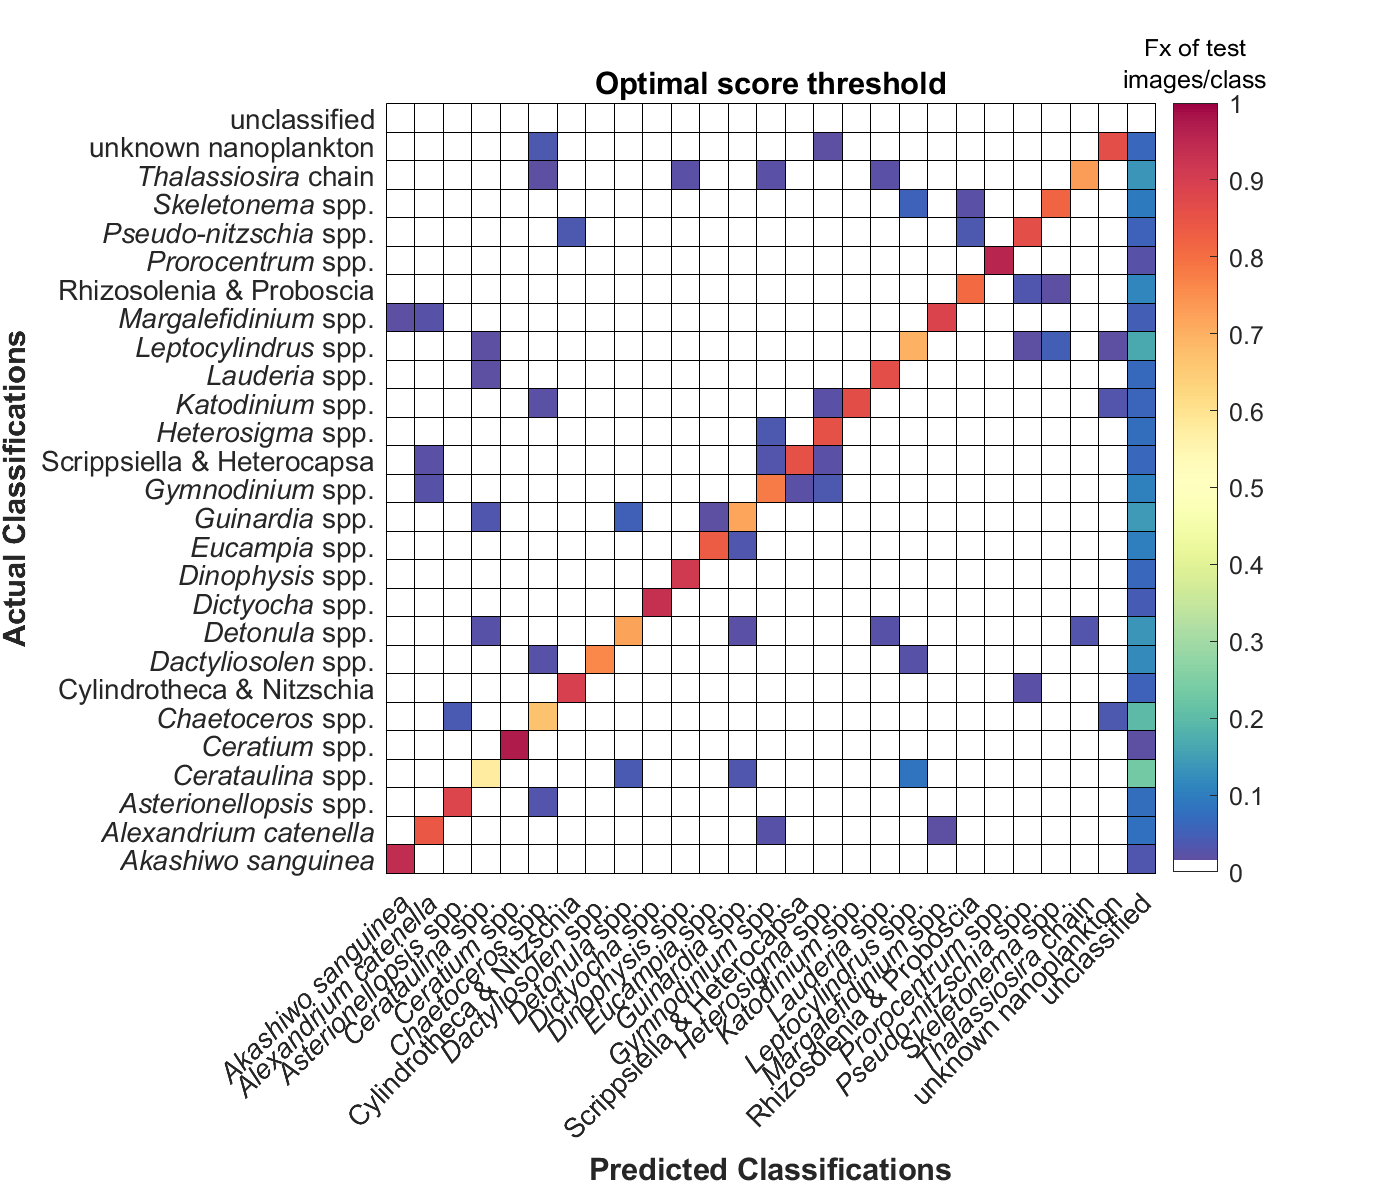 Fx of test
images/class
Optimal score threshold
unclassified
unknown nanoplankton
Thalassiosira chain
Skeletonema spp.
Pseudo-nitzschia spp.
Prorocentrum spp.
Rhizosolenia & Proboscia
Margalefidinium spp.
Leptocylindrus spp.
Lauderia spp.
Katodinium spp.
Heterosigma spp.
Scrippsiella & Heterocapsa
Gymnodinium spp.
Guinardia spp.
Eucampia spp.
Dinophysis spp.
Dictyocha spp.
Detonula spp.
Dactyliosolen spp.
Cylindrotheca & Nitzschia
Chaetoceros spp.
Ceratium spp.
Cerataulina spp.
Asterionellopsis spp.
Alexandrium catenella
Akashiwo sanguinea
Actual Classifications
1
0.9
0.8
0.7
0.6
0.5
0.4
0.3
0.2
0.1
0
Akashiwo sanguinea
Alexandrium catenella
Asterionellopsis spp.
Cerataulina spp.
Ceratium spp.
Chaetoceros spp.
Cylindrotheca & Nitzschia
Dactyliosolen spp.
Detonula spp.
Dictyocha spp.
Dinophysis spp.
Eucampia spp.
Guinardia spp.
Gymnodinium spp.
Scrippsiella & Heterocapsa
Heterosigma spp.
Katodinium spp.
Lauderia spp.
Leptocylindrus spp.
Margalefidinium spp.
Rhizosolenia & Proboscia
Prorocentrum spp.
Pseudo-nitzschia spp.
Skeletonema spp.
Thalassiosira chain
unknown nanoplankton
unclassified
Predicted Classifications